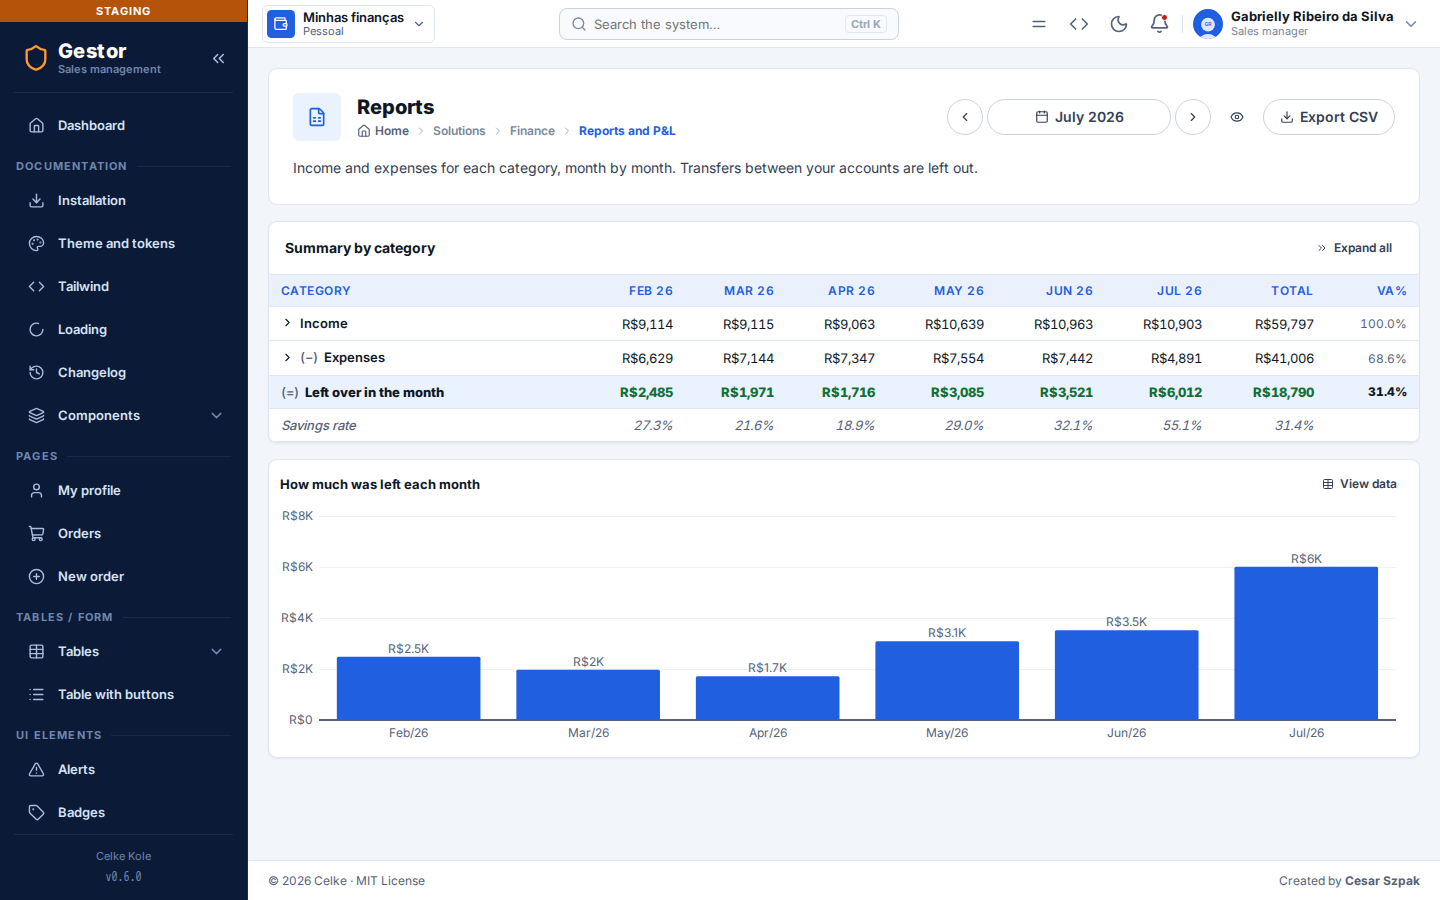 STAGING
Gestor
Sales management
Dashboard
DOCUMENTATION
Installation
Theme and tokens
Tailwind
Loading
Changelog
Components
PAGES
My profile
Orders
New order
TABLES / FORM
Tables
Table with buttons
UI ELEMENTS
Alerts
Badges
Celke Kole
v0.6.0
Minhas finanças
Pessoal
Search the system...
Ctrl K
GR
Gabrielly Ribeiro da Silva
Sales manager
Reports
Home > Solutions > Finance > Reports and P&L
July 2026
Export CSV
Income and expenses for each category, month by month. Transfers between your accounts are left out.
Summary by category
Expand all
CATEGORY FEB 26 MAR 26 APR 26 MAY 26 JUN 26 JUL 26 TOTAL VA%
Income R$9,114 R$9,115 R$9,063 R$10,639 R$10,963 R$10,903 R$59,797 100.0%
(−) Expenses R$6,629 R$7,144 R$7,347 R$7,554 R$7,442 R$4,891 R$41,006 68.6%
(=) Left over in the month R$2,485 R$1,971 R$1,716 R$3,085 R$3,521 R$6,012 R$18,790 31.4%
Savings rate 27.3% 21.6% 18.9% 29.0% 32.1% 55.1% 31.4%
How much was left each month
View data
R$8K
R$6K
R$4K
R$2K
R$0
R$2.5K
R$2K
R$1.7K
R$3.1K
R$3.5K
R$6K
Feb/26 Mar/26 Apr/26 May/26 Jun/26 Jul/26
© 2026 Celke · MIT License
Created by Cesar Szpak